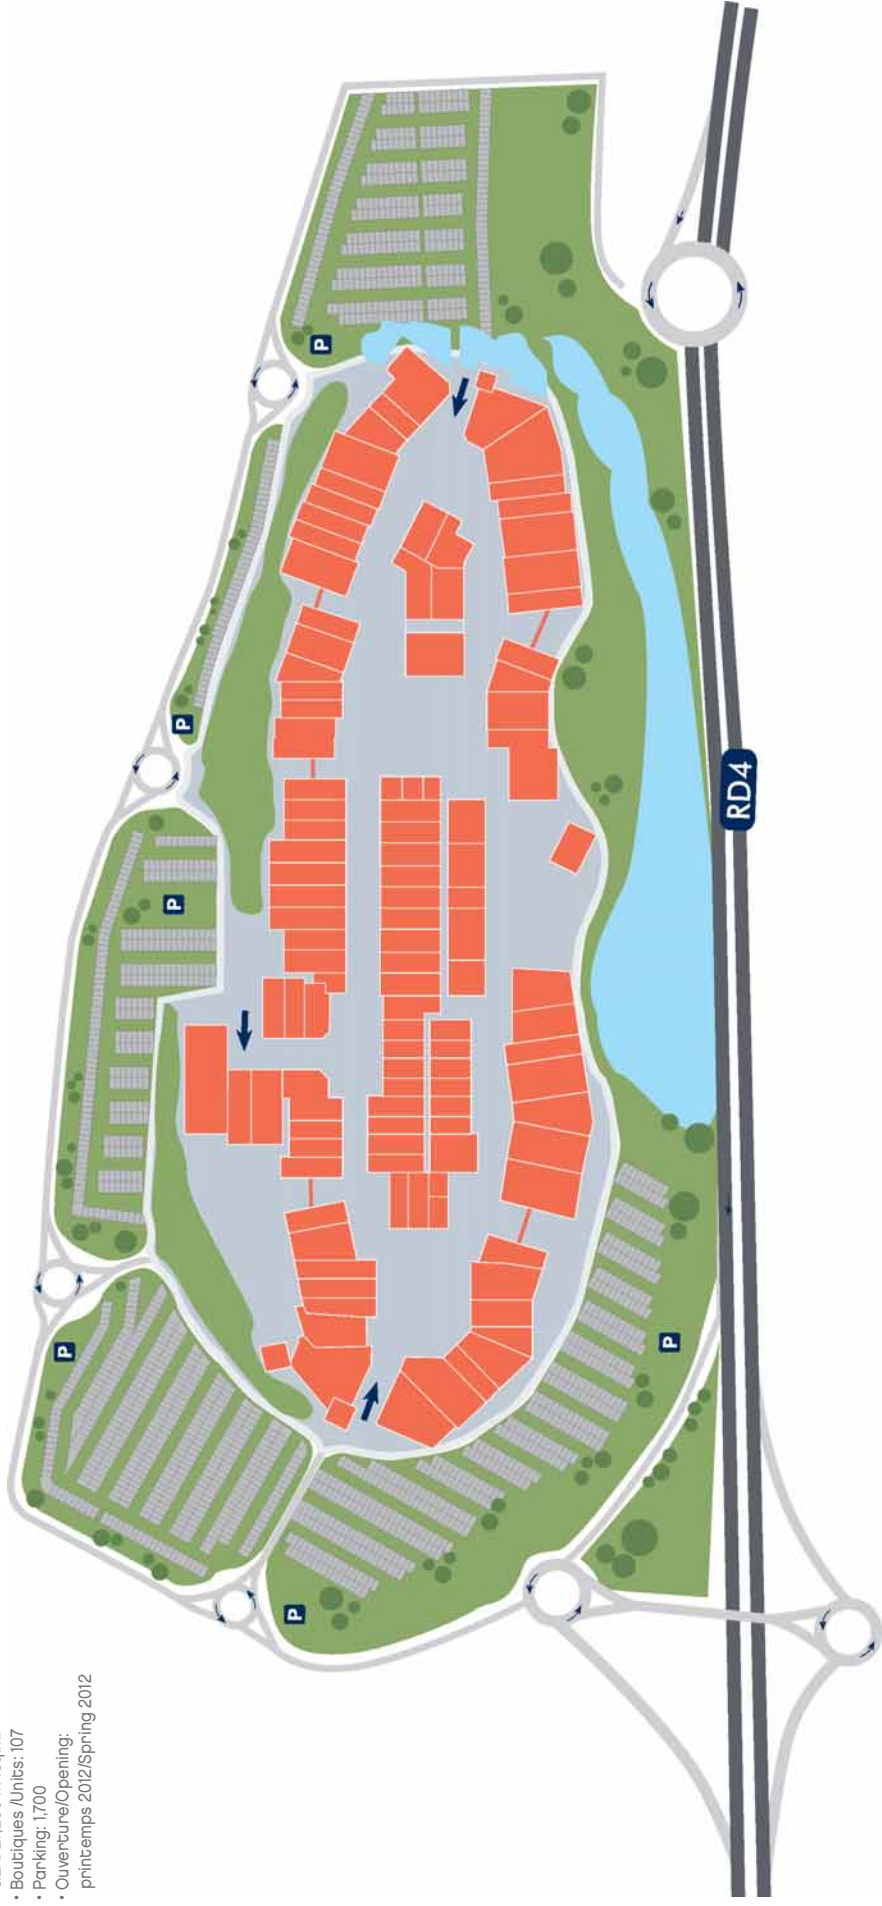 • Boutiques /Units: 107
• Parking: 1,700
• Ouverture/Opening:
printemps 2012/Spring 2012
P
P
P
P
P
P
RD4